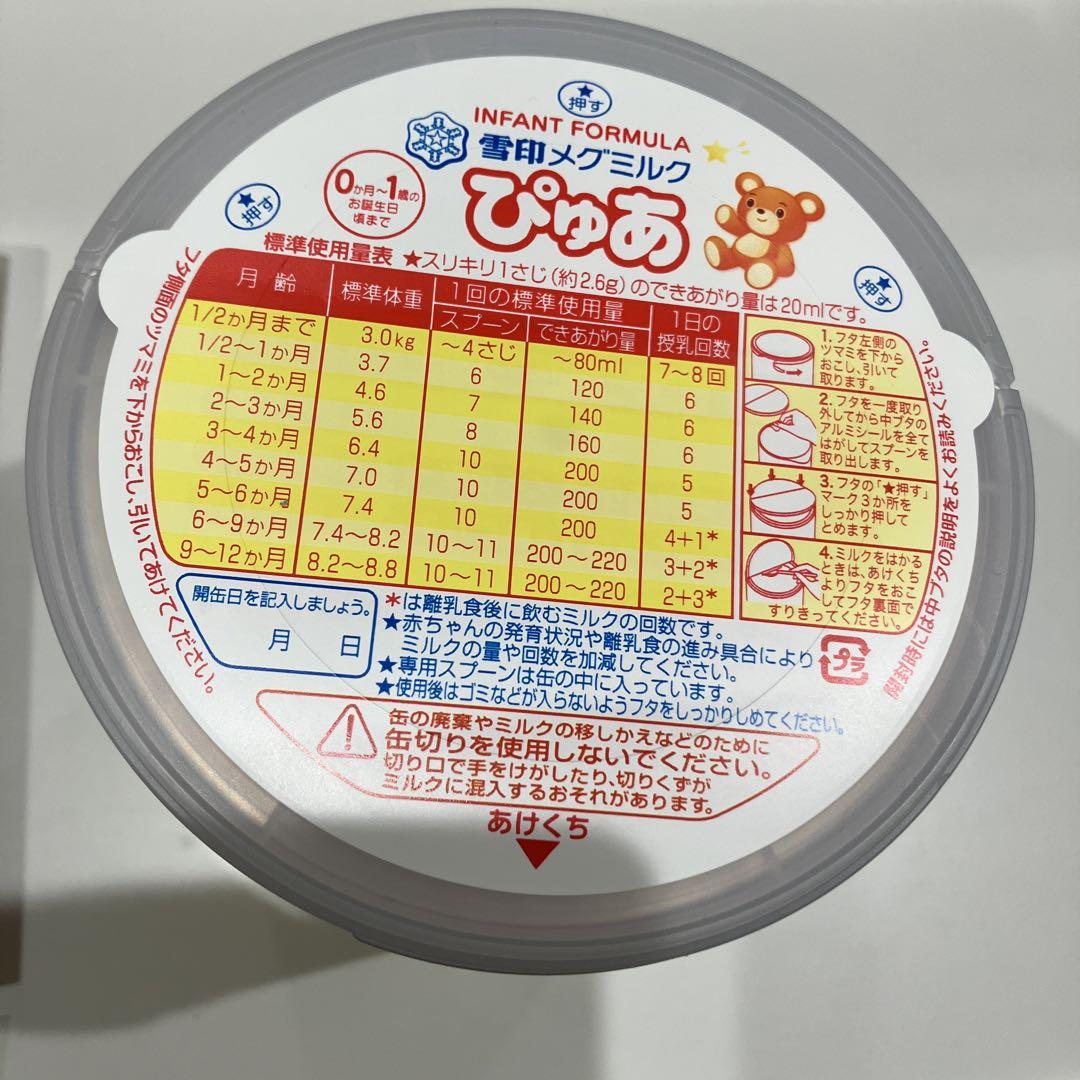 ★押す
INFANT FORMULA
雪印メグミルク
ぴゅあ
0か月〜1歳の
お誕生日
頃まで
★押す
★押す
標準使用量表 ★スリキリ1さじ(約2.6g)のできあがり量は20mlです。
月齢 標準体重 1回の標準使用量 1日の授乳回数
スプーン できあがり量
1/2か月まで 3.0kg 〜4さじ 〜80ml 7〜8回
1/2〜1か月 3.7 6 120 6
1〜2か月 4.6 7 140 6
2〜3か月 5.6 8 160 6
3〜4か月 6.4 10 200 5
4〜5か月 7.0 10 200 5
5〜6か月 7.4 10 200 4+1*
6〜9か月 7.4〜8.2 10〜11 200〜220 3+2*
9〜12か月 8.2〜8.8 10〜11 200〜220 2+3*
1.フタ左側の
ツマミを下から
おこし、引いて
取ります。
2.フタを一度取り
外してから中ブタの
アルミシールを全て
はがしてスプーンを
取り出します。
3.フタの「★押す」
マーク3か所を
しっかり押して
とめます。
4.ミルクをはかる
ときは、あけくち
よりフタをおこ
してフタ裏面で
すりきってください。
フタ側面のツマミを下からおこし、引いてあけてください。
開封時には中ブタの説明をよくお読みください。
開缶日を記入しましょう。
月 日
*は離乳食後に飲むミルクの回数です。
★赤ちゃんの発育状況や離乳食の進み具合により
ミルクの量や回数を加減してください。
★専用スプーンは缶の中に入っています。
★使用後はゴミなどが入らないようフタをしっかりしめてください。
プラ
缶の廃棄やミルクの移しかえなどのために
缶切りを使用しないでください。
切り口で手をけがしたり、切りくずが
ミルクに混入するおそれがあります。
あけくち